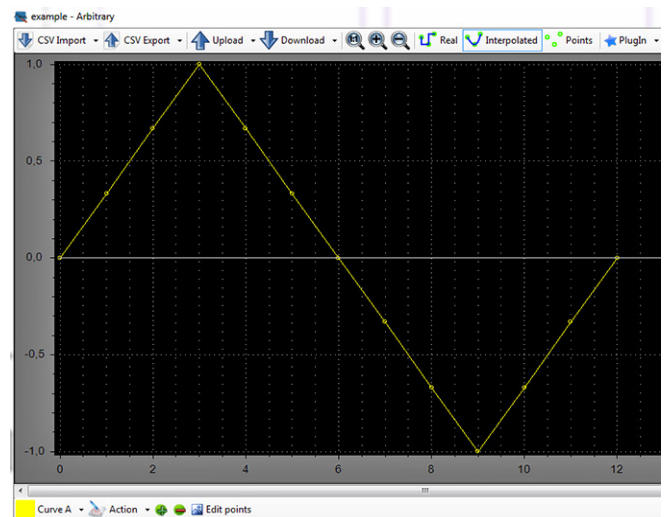 example - Arbitrary
CSV Import CSV Export Upload Download Real Interpolated Points PlugIn
1,0
0,5
0,0
-0,5
-1,0
0 2 4 6 8 10 12
Curve A Action Edit points